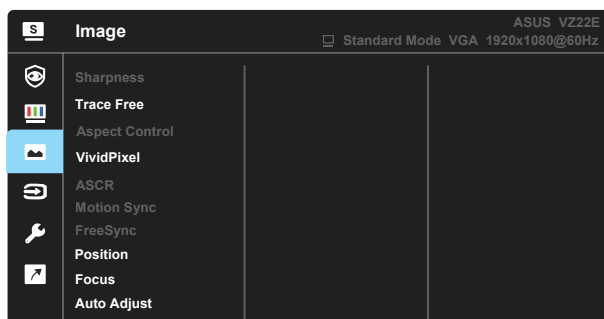 S
Image
ASUS VZ22E
Standard Mode VGA 1920x1080@60Hz
Sharpness
Trace Free
Aspect Control
VividPixel
ASCR
Motion Sync
FreeSync
Position
Focus
Auto Adjust